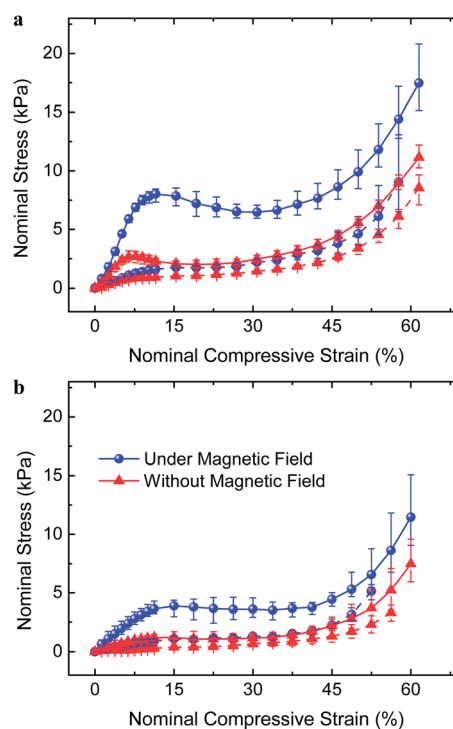 a
20
15
10
5
0
Nominal Stress (kPa)
0 15 30 45 60
Nominal Compressive Strain (%)
b
20
15
10
5
0
Nominal Stress (kPa)
Under Magnetic Field
Without Magnetic Field
0 15 30 45 60
Nominal Compressive Strain (%)